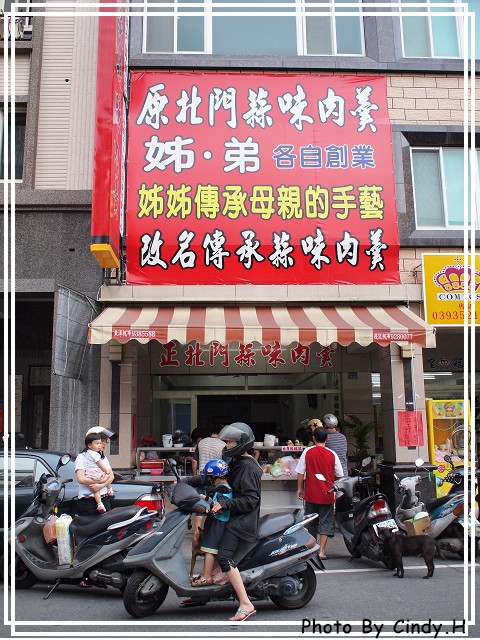 原北門蒜味肉羹
姊·弟 各自創業
姊姊傳承母親的手藝
改名傳承蒜味肉羹
COMICS
0393521
9385588
9280077
正北門蒜味肉羹
Photo By Cindy.H